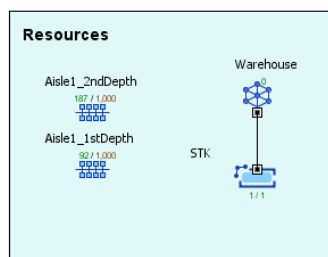 Resources
Warehouse
0
Aisle1_2ndDepth
187 / 1,000
Aisle1_1stDepth
92 / 1,000
STK
1 / 1